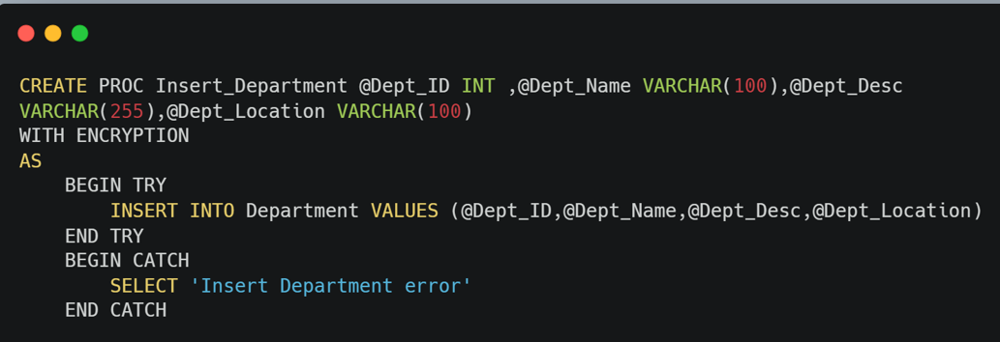 CREATE PROC Insert_Department @Dept_ID INT ,@Dept_Name VARCHAR(100),@Dept_Desc
VARCHAR(255),@Dept_Location VARCHAR(100)
WITH ENCRYPTION
AS
    BEGIN TRY
        INSERT INTO Department VALUES (@Dept_ID,@Dept_Name,@Dept_Desc,@Dept_Location)
    END TRY
    BEGIN CATCH
        SELECT 'Insert Department error'
    END CATCH